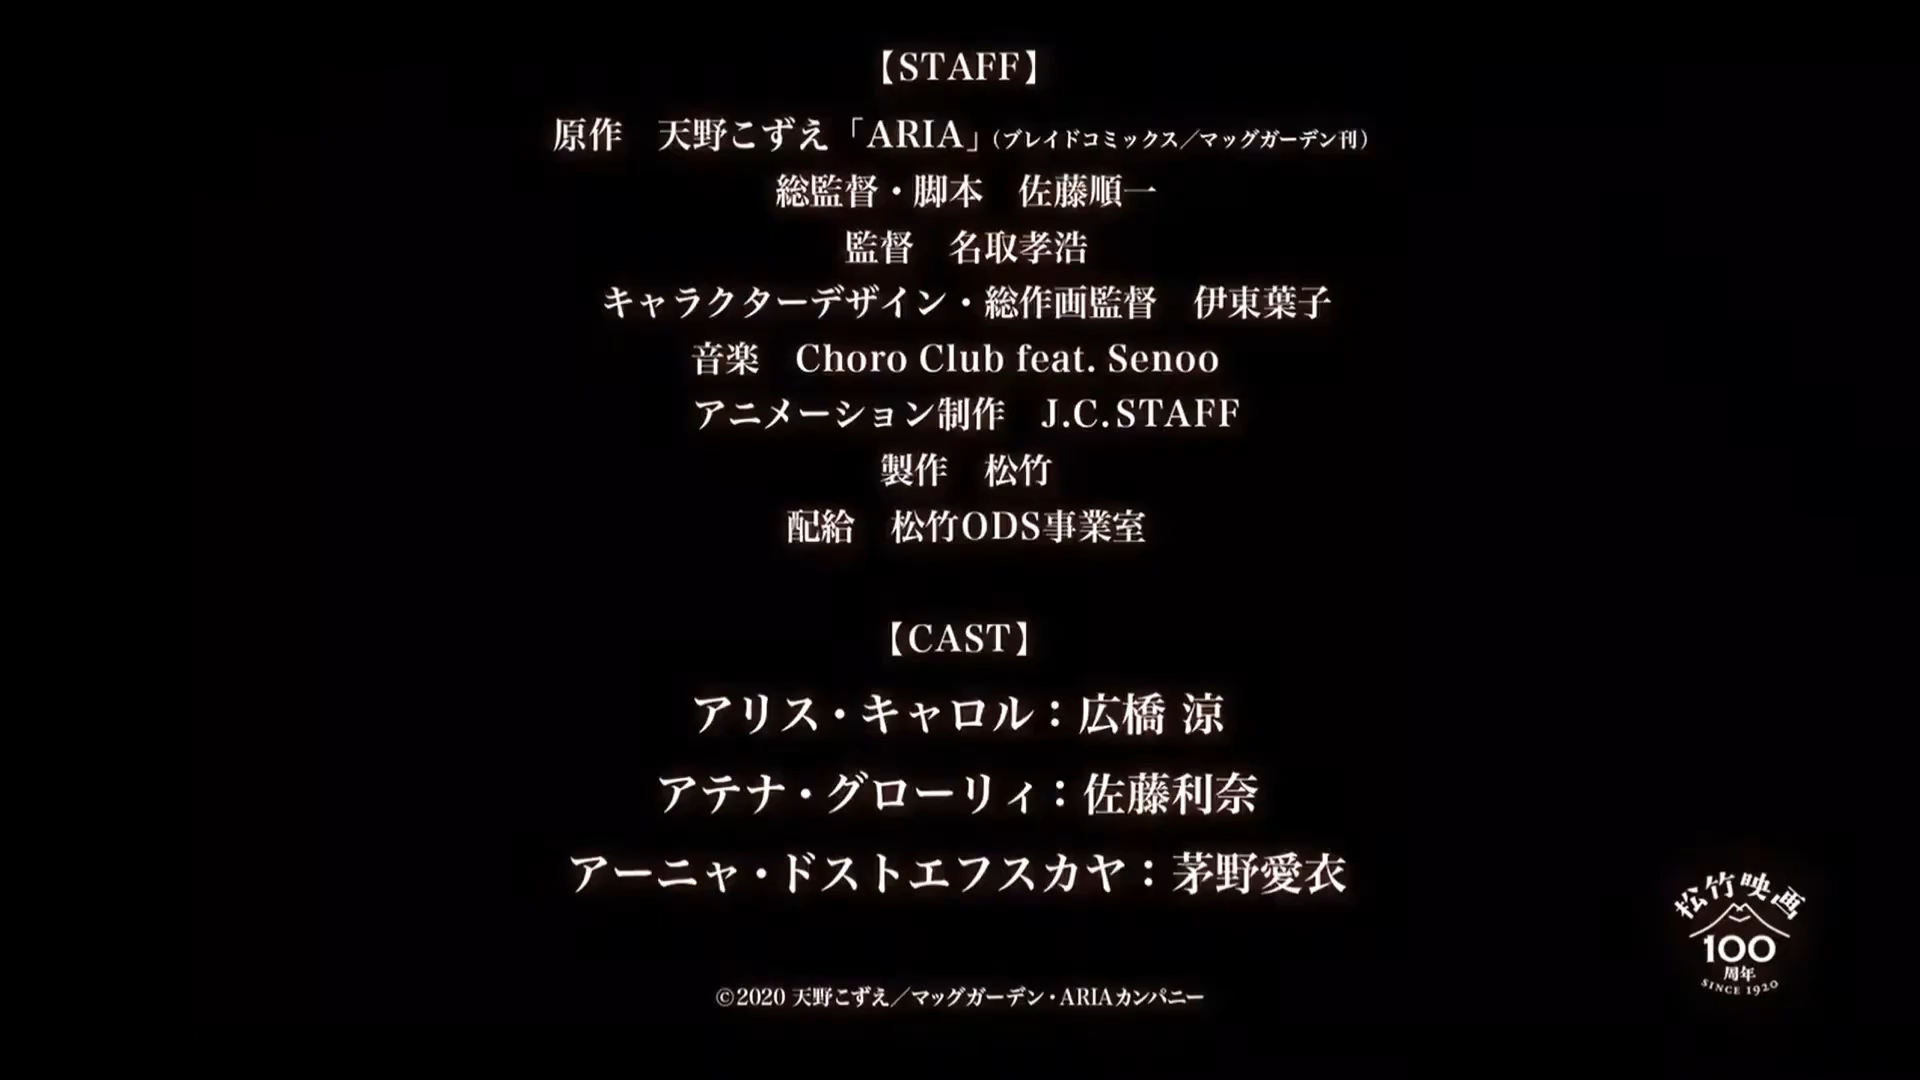 【STAFF】
原作　天野こずえ「ARIA」（ブレイドコミックス／マッグガーデン刊）
総監督・脚本　佐藤順一
監督　名取孝浩
キャラクターデザイン・総作画監督　伊東葉子
音楽　Choro Club feat. Senoo
アニメーション制作　J.C.STAFF
製作　松竹
配給　松竹ODS事業室
【CAST】
アリス・キャロル：広橋 涼
アテナ・グローリィ：佐藤利奈
アーニャ・ドストエフスカヤ：茅野愛衣
松竹映画
100
周年
SINCE 1920
©2020 天野こずえ／マッグガーデン・ARIAカンパニー